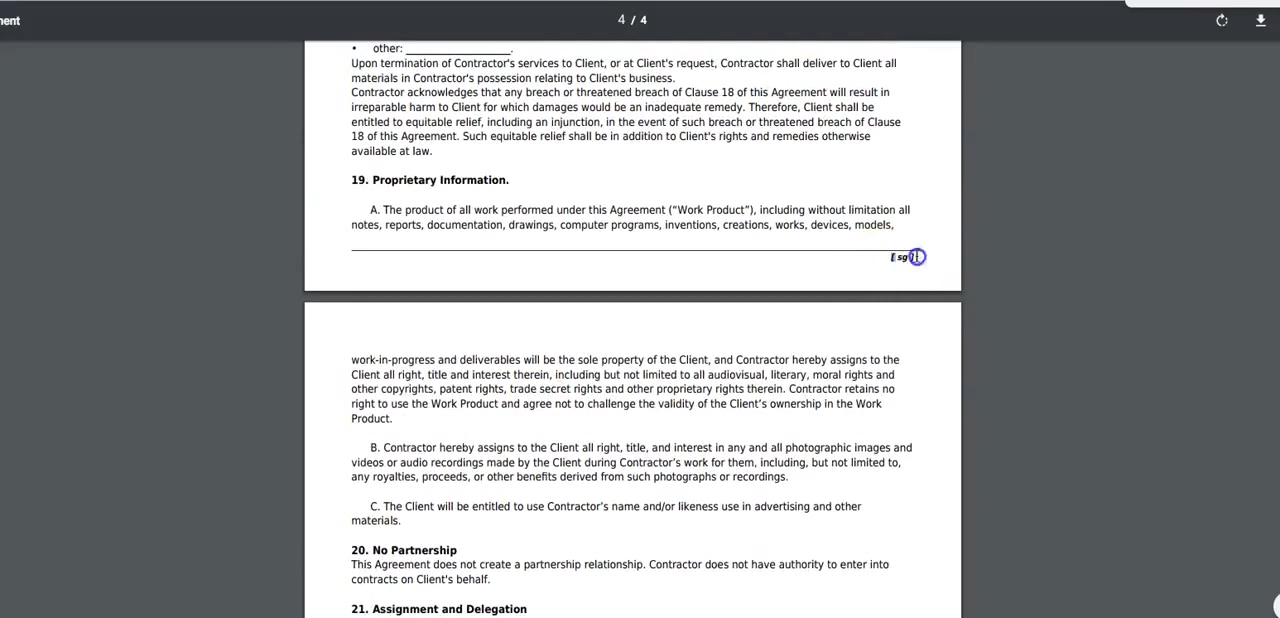 ment
4 / 4
• other: ____________________.
Upon termination of Contractor's services to Client, or at Client's request, Contractor shall deliver to Client all
materials in Contractor's possession relating to Client's business.
Contractor acknowledges that any breach or threatened breach of Clause 18 of this Agreement will result in
irreparable harm to Client for which damages would be an inadequate remedy. Therefore, Client shall be
entitled to equitable relief, including an injunction, in the event of such breach or threatened breach of Clause
18 of this Agreement. Such equitable relief shall be in addition to Client's rights and remedies otherwise
available at law.
19. Proprietary Information.
A. The product of all work performed under this Agreement (“Work Product”), including without limitation all
notes, reports, documentation, drawings, computer programs, inventions, creations, works, devices, models,
[ sg ]
work-in-progress and deliverables will be the sole property of the Client, and Contractor hereby assigns to the
Client all right, title and interest therein, including but not limited to all audiovisual, literary, moral rights and
other copyrights, patent rights, trade secret rights and other proprietary rights therein. Contractor retains no
right to use the Work Product and agree not to challenge the validity of the Client’s ownership in the Work
Product.
B. Contractor hereby assigns to the Client all right, title, and interest in any and all photographic images and
videos or audio recordings made by the Client during Contractor’s work for them, including, but not limited to,
any royalties, proceeds, or other benefits derived from such photographs or recordings.
C. The Client will be entitled to use Contractor’s name and/or likeness use in advertising and other
materials.
20. No Partnership
This Agreement does not create a partnership relationship. Contractor does not have authority to enter into
contracts on Client's behalf.
21. Assignment and Delegation